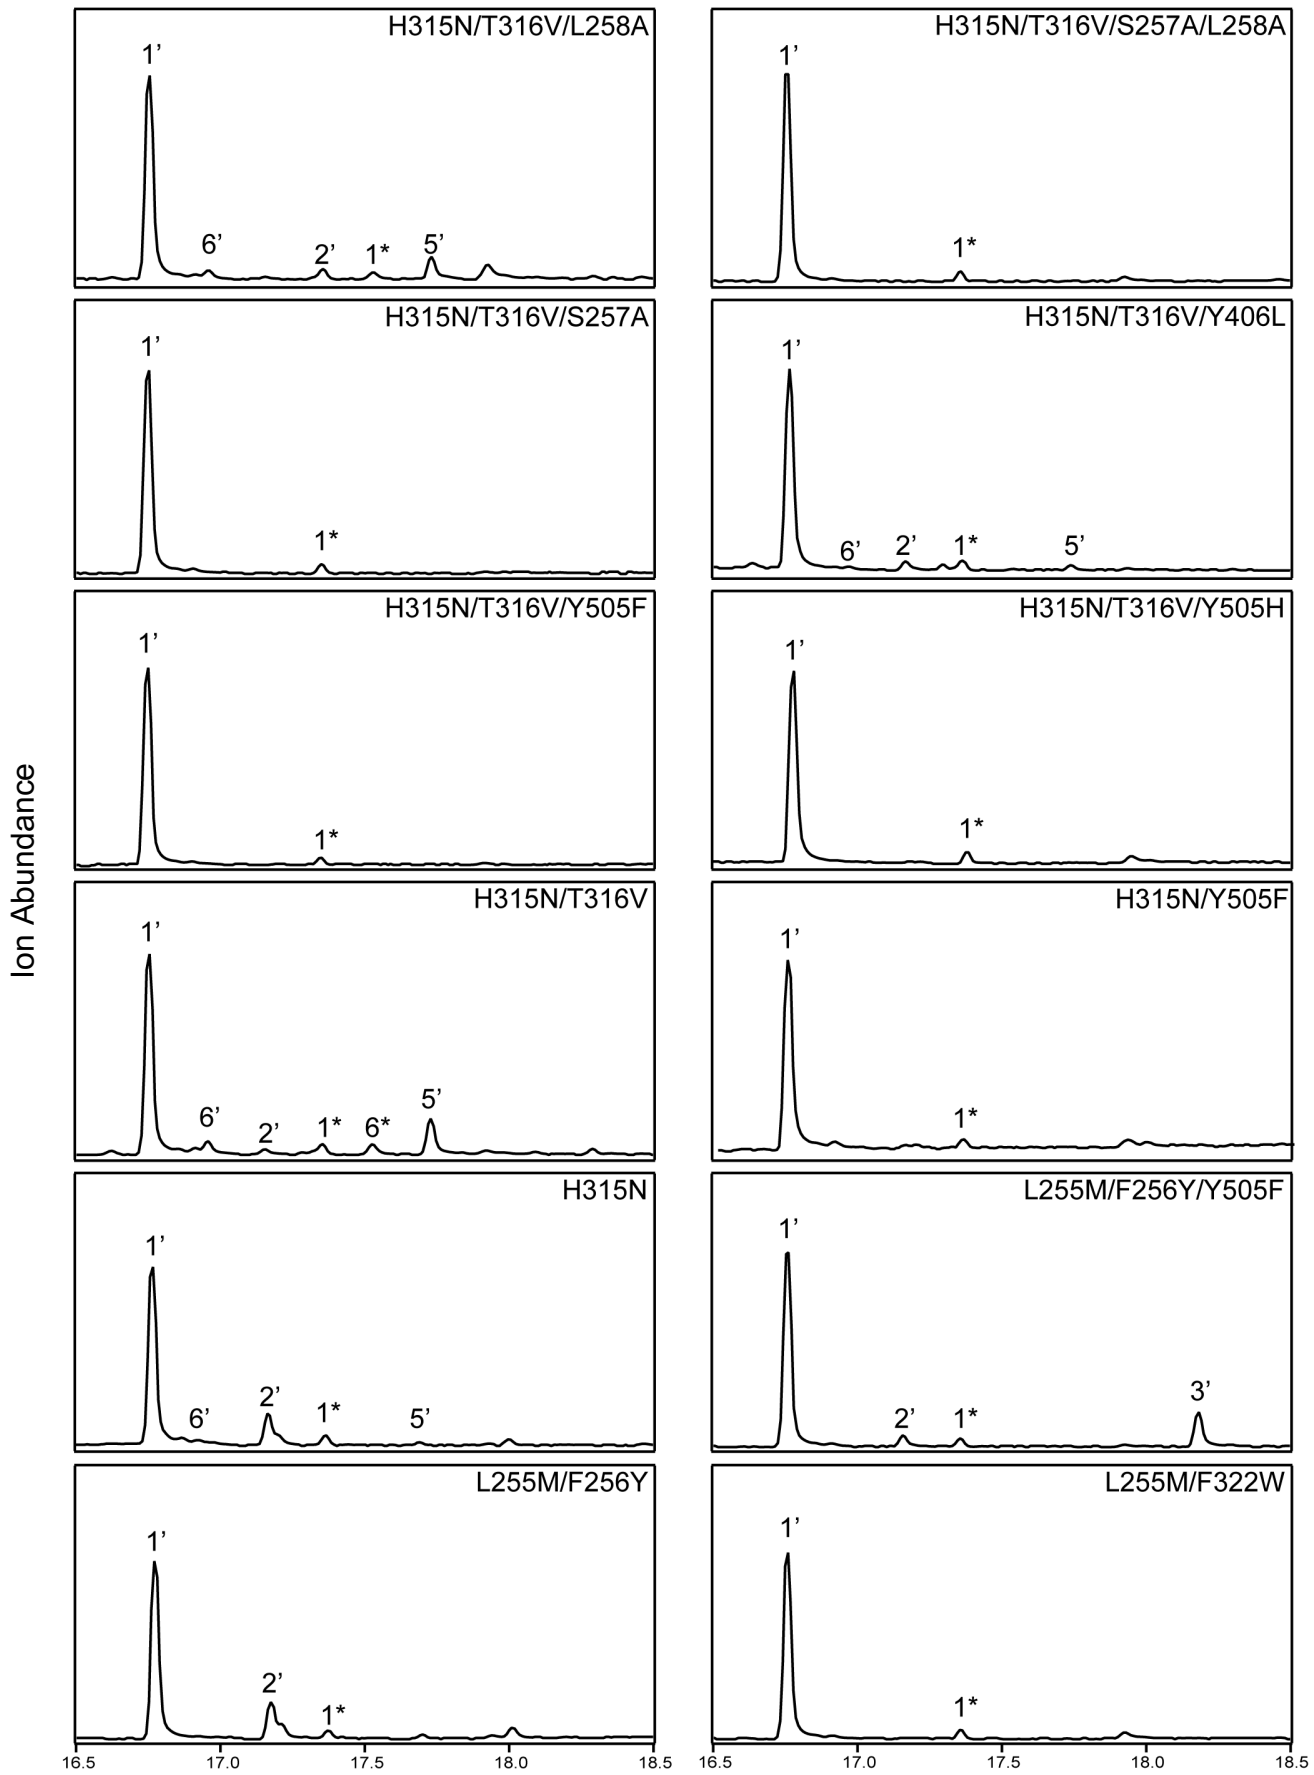 H315N/T316V/L258A
1’
6’
2’
1*
5’
H315N/T316V/S257A/L258A
1’
1*
H315N/T316V/S257A
1’
1*
H315N/T316V/Y406L
1’
6’
2’
1*
5’
H315N/T316V/Y505F
1’
1*
H315N/T316V/Y505H
1’
1*
Ion Abundance
H315N/T316V
1’
6’
2’
1*
6*
5’
H315N/Y505F
1’
1*
H315N
1’
6’
2’
1*
5’
L255M/F256Y/Y505F
1’
2’
1*
3’
L255M/F256Y
1’
2’
1*
L255M/F322W
1’
1*
16.5 17.0 17.5 18.0 18.5
16.5 17.0 17.5 18.0 18.5